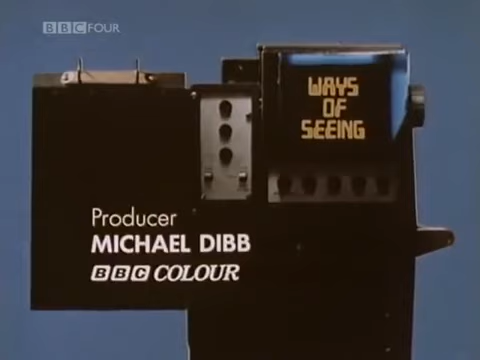 BBC FOUR
WAYS
OF
SEEING
Producer
MICHAEL DIBB
BBC COLOUR